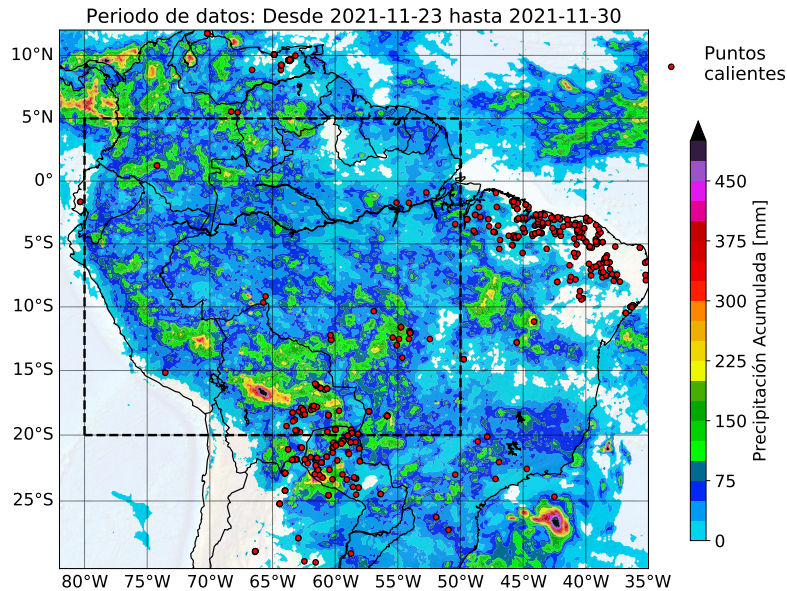 Periodo de datos: Desde 2021-11-23 hasta 2021-11-30
Puntos
calientes
10°N
5°N
0°
5°S
10°S
15°S
20°S
25°S
80°W 75°W 70°W 65°W 60°W 55°W 50°W 45°W 40°W 35°W
450
375
300
225
150
75
0
Precipitación Acumulada [mm]